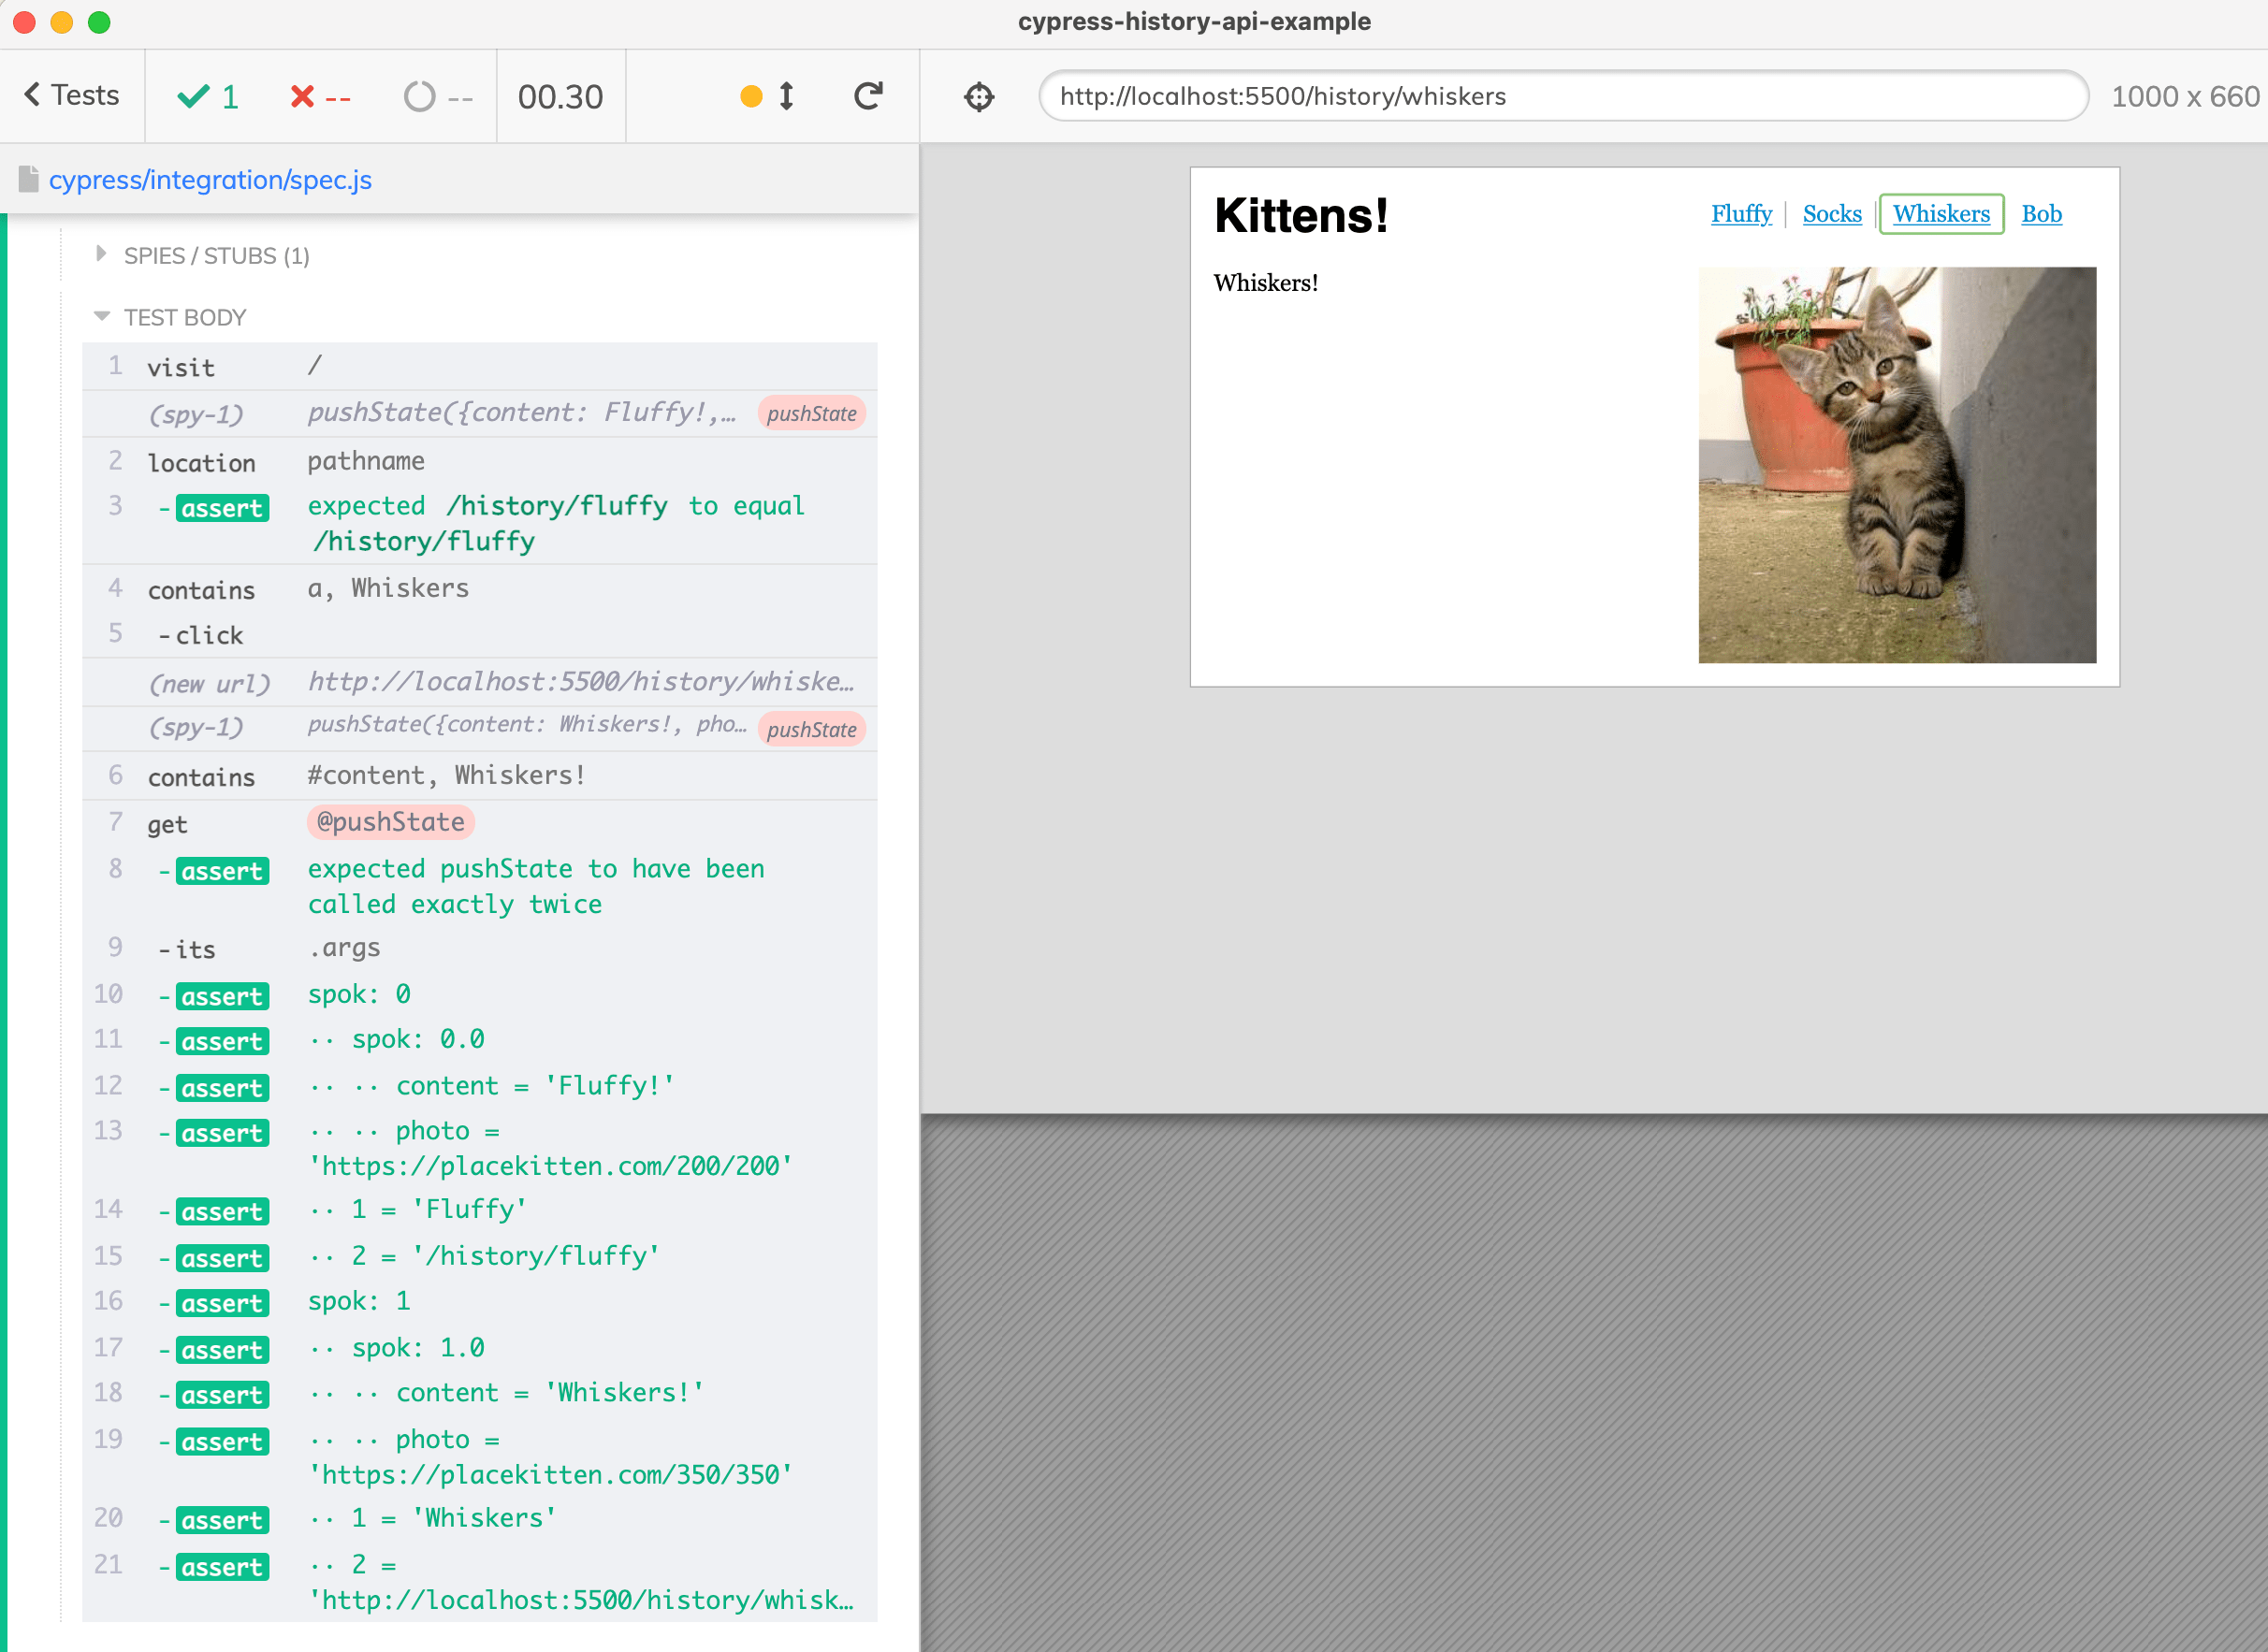 cypress-history-api-example
Tests 1 -- -- 00.30
http://localhost:5500/history/whiskers 1000 x 660
cypress/integration/spec.js
SPIES / STUBS (1)
TEST BODY
1 visit /
(spy-1) pushState({content: Fluffy!,… pushState
2 location pathname
3 -assert expected /history/fluffy to equal
/history/fluffy
4 contains a, Whiskers
5 -click
(new url) http://localhost:5500/history/whiske…
(spy-1) pushState({content: Whiskers!, pho… pushState
6 contains #content, Whiskers!
7 get @pushState
8 -assert expected pushState to have been
called exactly twice
9 -its .args
10 -assert spok: 0
11 -assert ·· spok: 0.0
12 -assert ·· ·· content = 'Fluffy!'
13 -assert ·· ·· photo =
'https://placekitten.com/200/200'
14 -assert ·· 1 = 'Fluffy'
15 -assert ·· 2 = '/history/fluffy'
16 -assert spok: 1
17 -assert ·· spok: 1.0
18 -assert ·· ·· content = 'Whiskers!'
19 -assert ·· ·· photo =
'https://placekitten.com/350/350'
20 -assert ·· 1 = 'Whiskers'
21 -assert ·· 2 =
'http://localhost:5500/history/whisk…
Kittens!
Fluffy | Socks | Whiskers Bob
Whiskers!